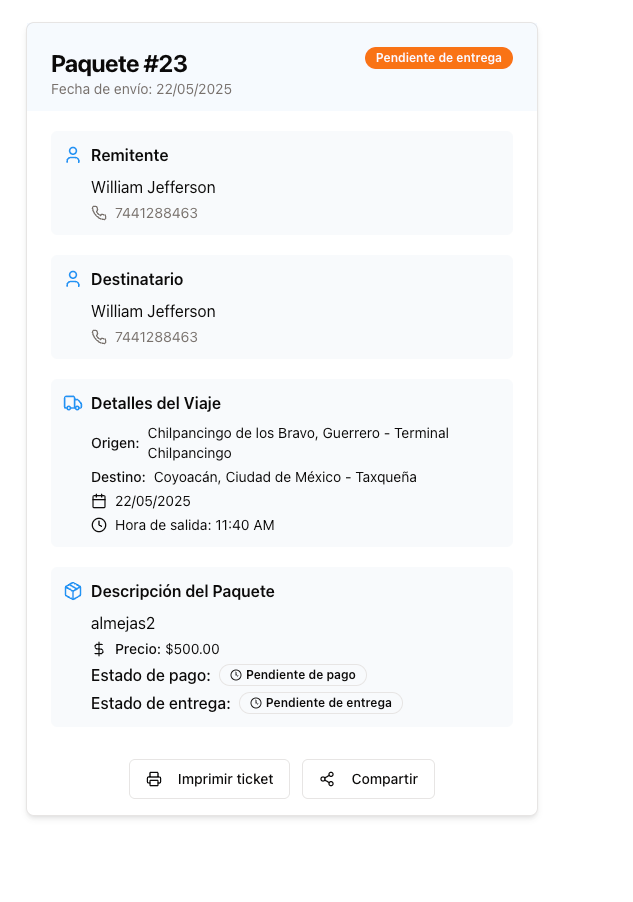 Paquete #23
Pendiente de entrega
Fecha de envío: 22/05/2025
Remitente
William Jefferson
7441288463
Destinatario
William Jefferson
7441288463
Detalles del Viaje
Origen: Chilpancingo de los Bravo, Guerrero - Terminal
Chilpancingo
Destino: Coyoacán, Ciudad de México - Taxqueña
22/05/2025
Hora de salida: 11:40 AM
Descripción del Paquete
almejas2
Precio: $500.00
Estado de pago: Pendiente de pago
Estado de entrega: Pendiente de entrega
Imprimir ticket
Compartir